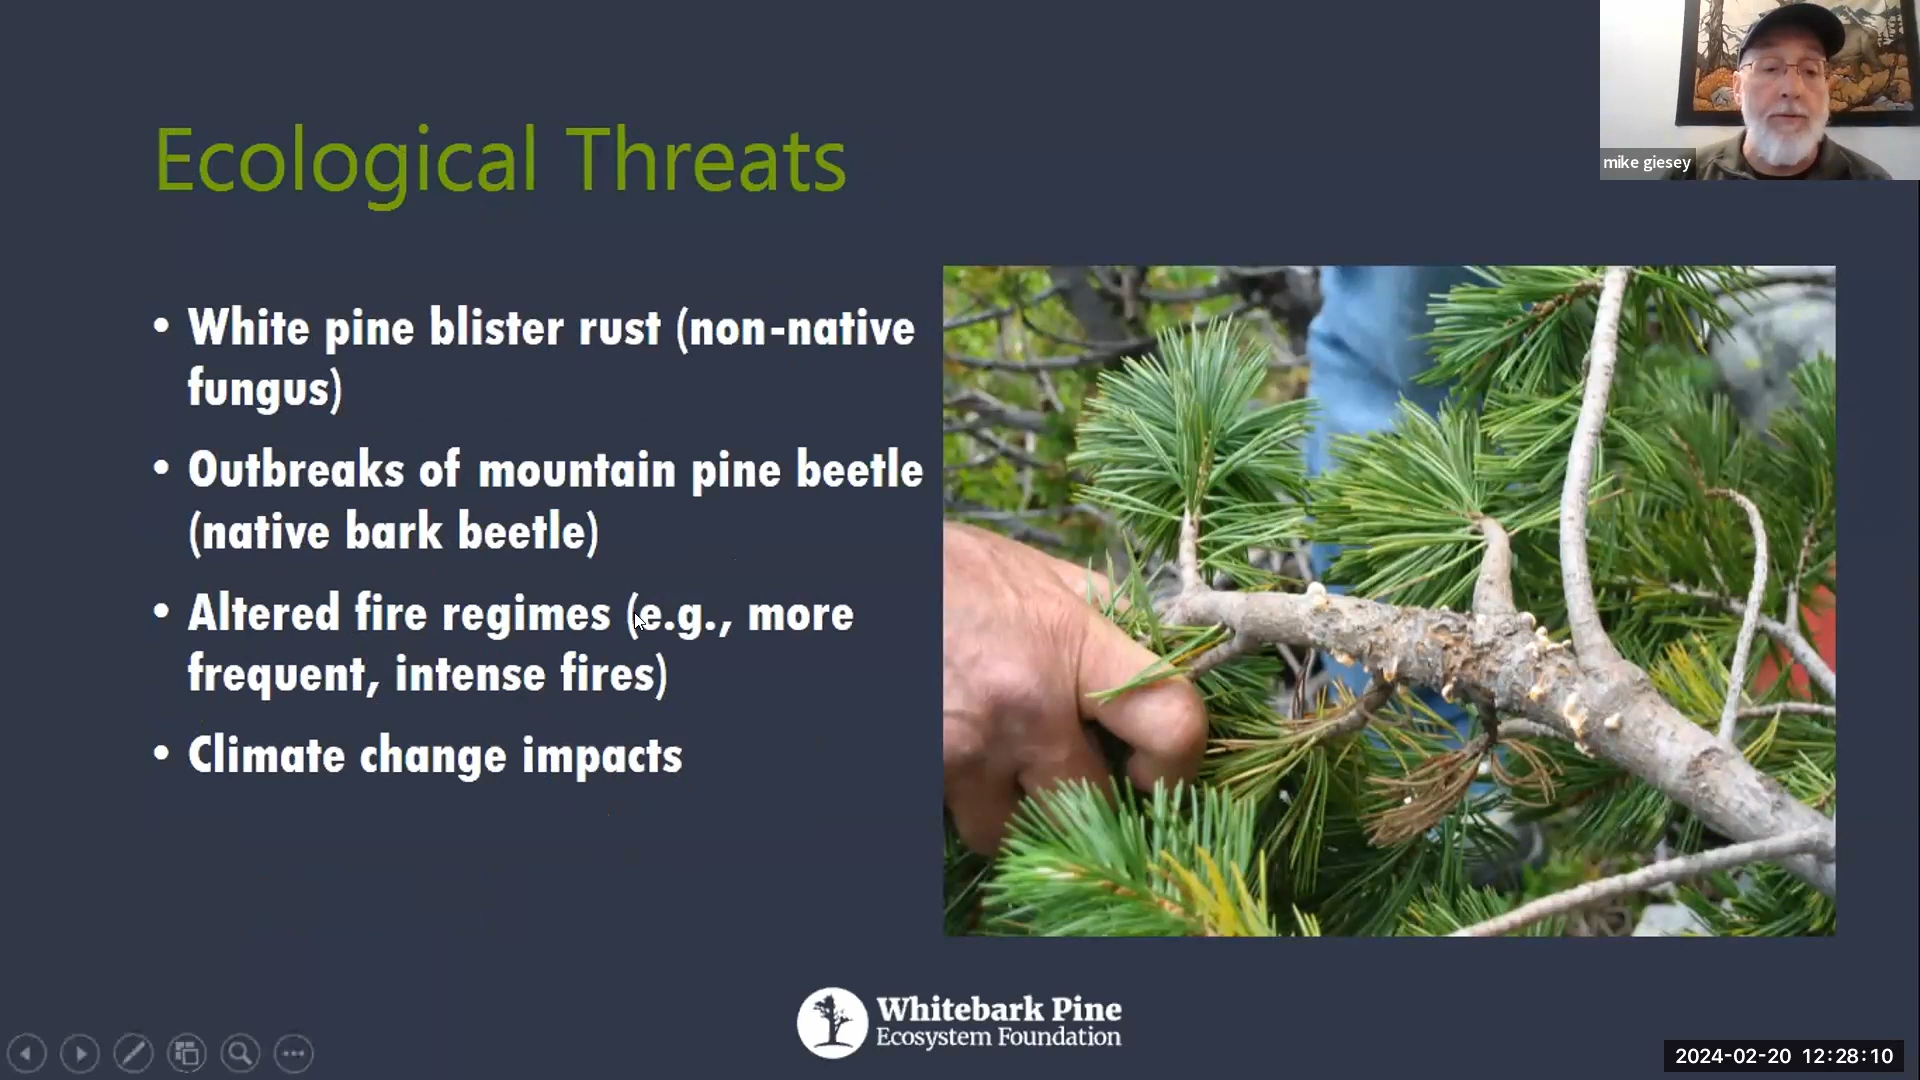 mike giesey
Ecological Threats
• White pine blister rust (non-native
fungus)
• Outbreaks of mountain pine beetle
(native bark beetle)
• Altered fire regimes (e.g., more
frequent, intense fires)
• Climate change impacts
Whitebark Pine
Ecosystem Foundation
2024-02-20 12:28:10